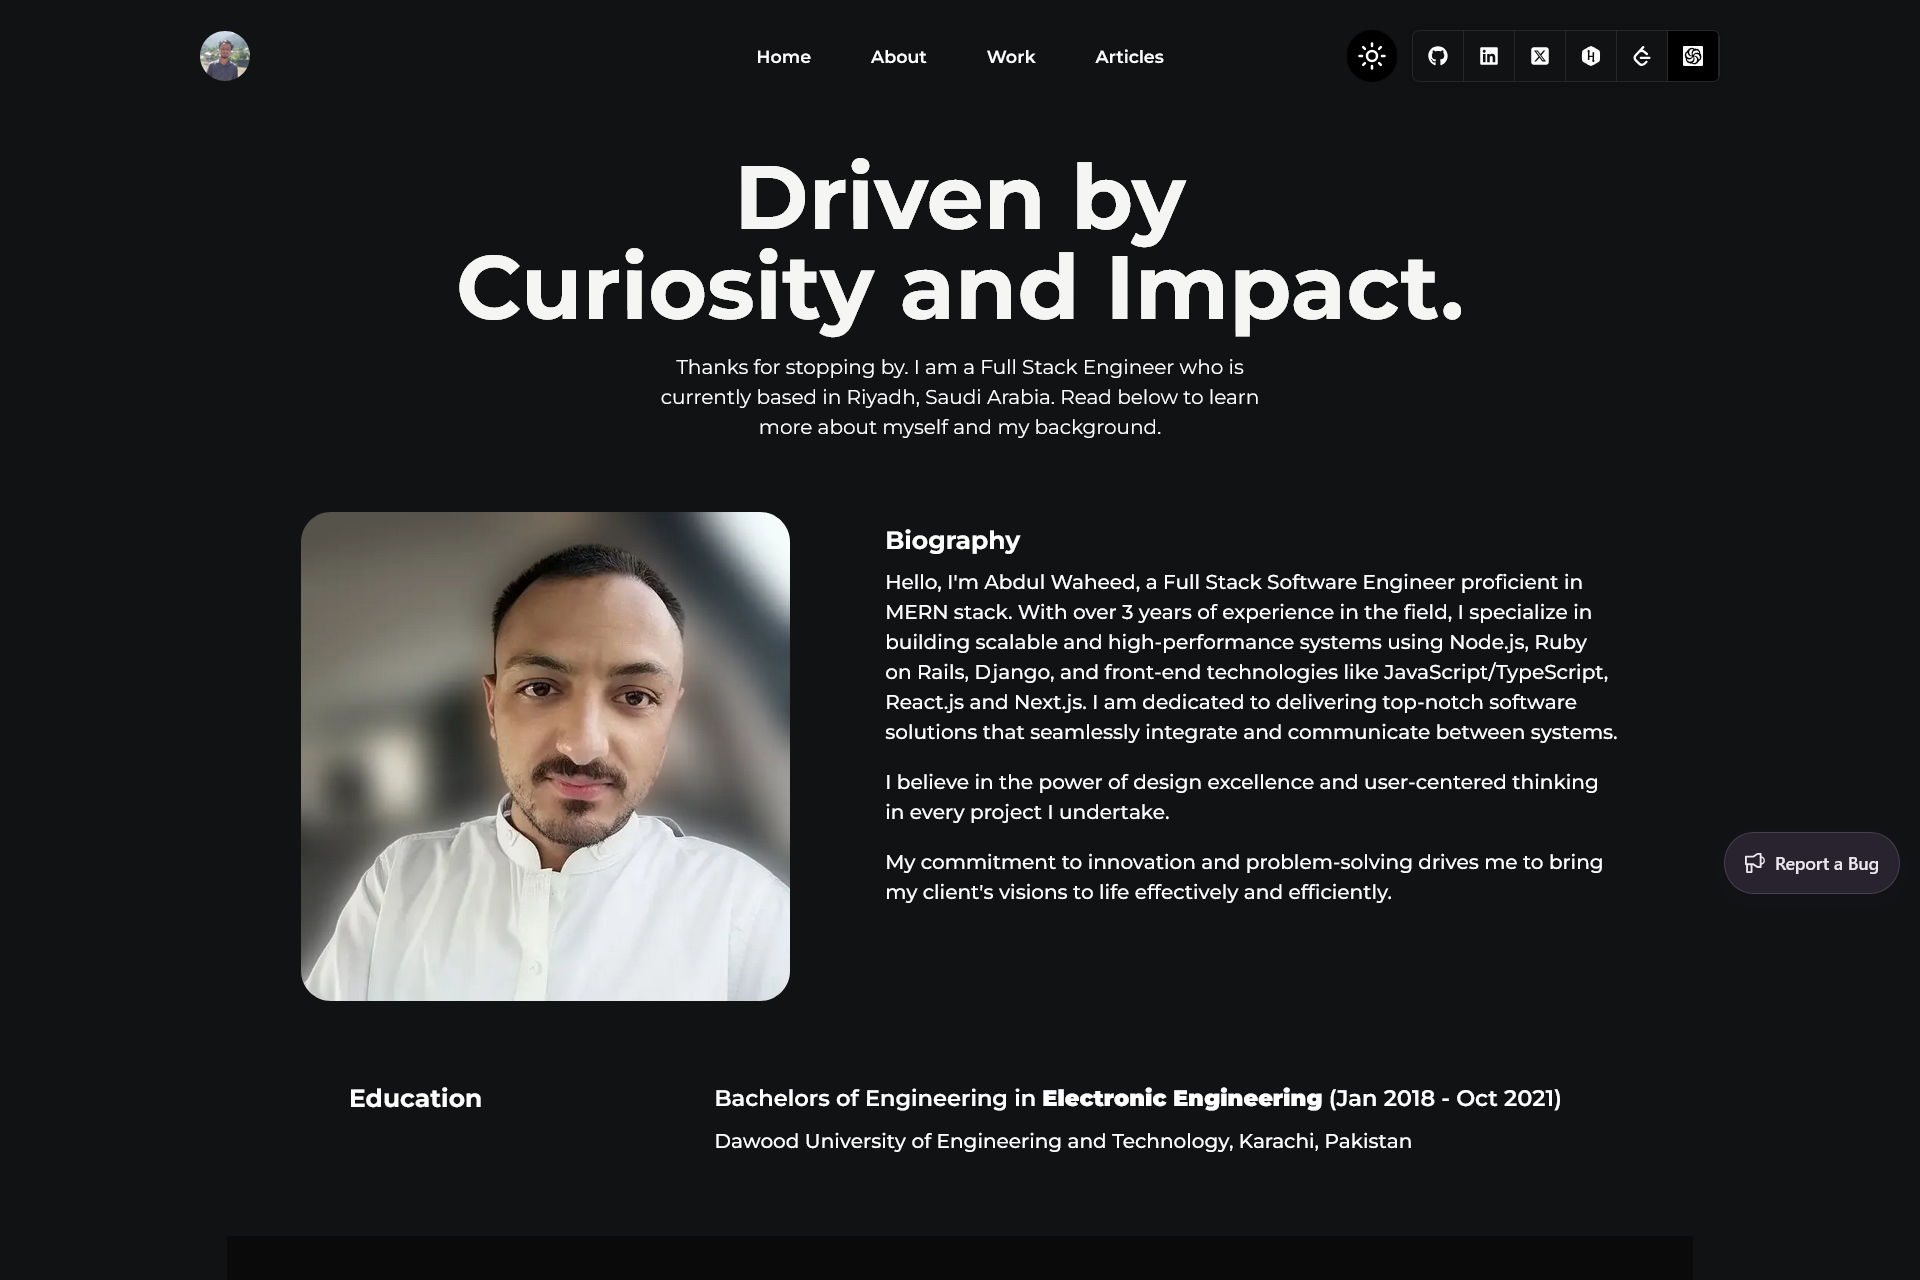 Home
About
Work
Articles
Driven by
Curiosity and Impact.
Thanks for stopping by. I am a Full Stack Engineer who is
currently based in Riyadh, Saudi Arabia. Read below to learn
more about myself and my background.
Biography
Hello, I'm Abdul Waheed, a Full Stack Software Engineer proficient in
MERN stack. With over 3 years of experience in the field, I specialize in
building scalable and high-performance systems using Node.js, Ruby
on Rails, Django, and front-end technologies like JavaScript/TypeScript,
React.js and Next.js. I am dedicated to delivering top-notch software
solutions that seamlessly integrate and communicate between systems.
I believe in the power of design excellence and user-centered thinking
in every project I undertake.
My commitment to innovation and problem-solving drives me to bring
my client's visions to life effectively and efficiently.
Report a Bug
Education
Bachelors of Engineering in Electronic Engineering (Jan 2018 - Oct 2021)
Dawood University of Engineering and Technology, Karachi, Pakistan